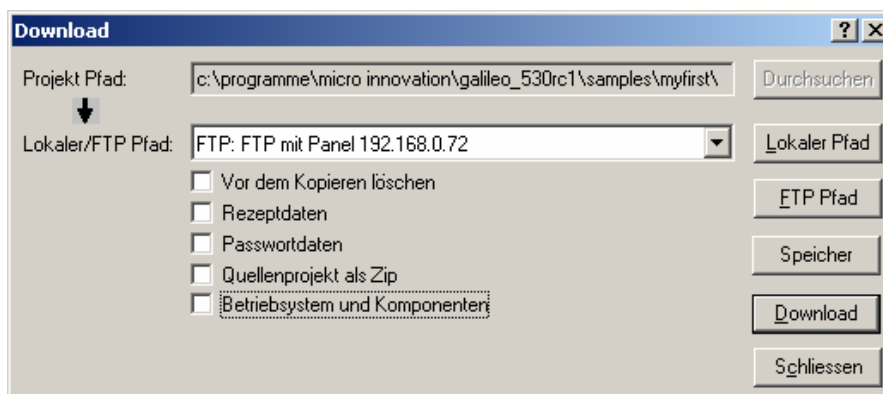 Download
Projekt Pfad: c:\programme\micro innovation\galileo_530rc1\samples\myfirst\ Durchsuchen
Lokaler/FTP Pfad: FTP: FTP mit Panel 192.168.0.72 Lokaler Pfad
Vor dem Kopieren löschen
FTP Pfad
Rezeptdaten
Passwortdaten
Speicher
Quellenprojekt als Zip
Betriebsystem und Komponenten
Download
Schliessen